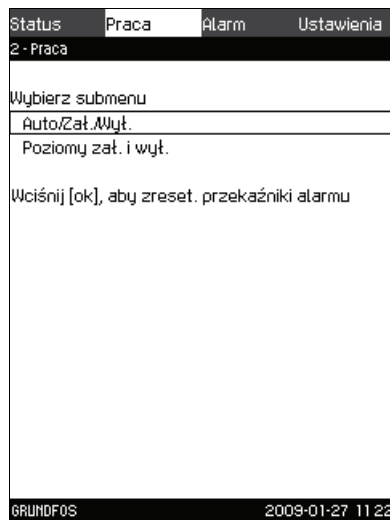 Status Praca Alarm Ustawienia
2 - Praca
Wybierz submenu
Auto/Zał./Wył.
Poziomy zał. i wył.
Wciśnij [ok], aby zreset. przekaźniki alarmu
GRUNDFOS 2009-01-27 11:22